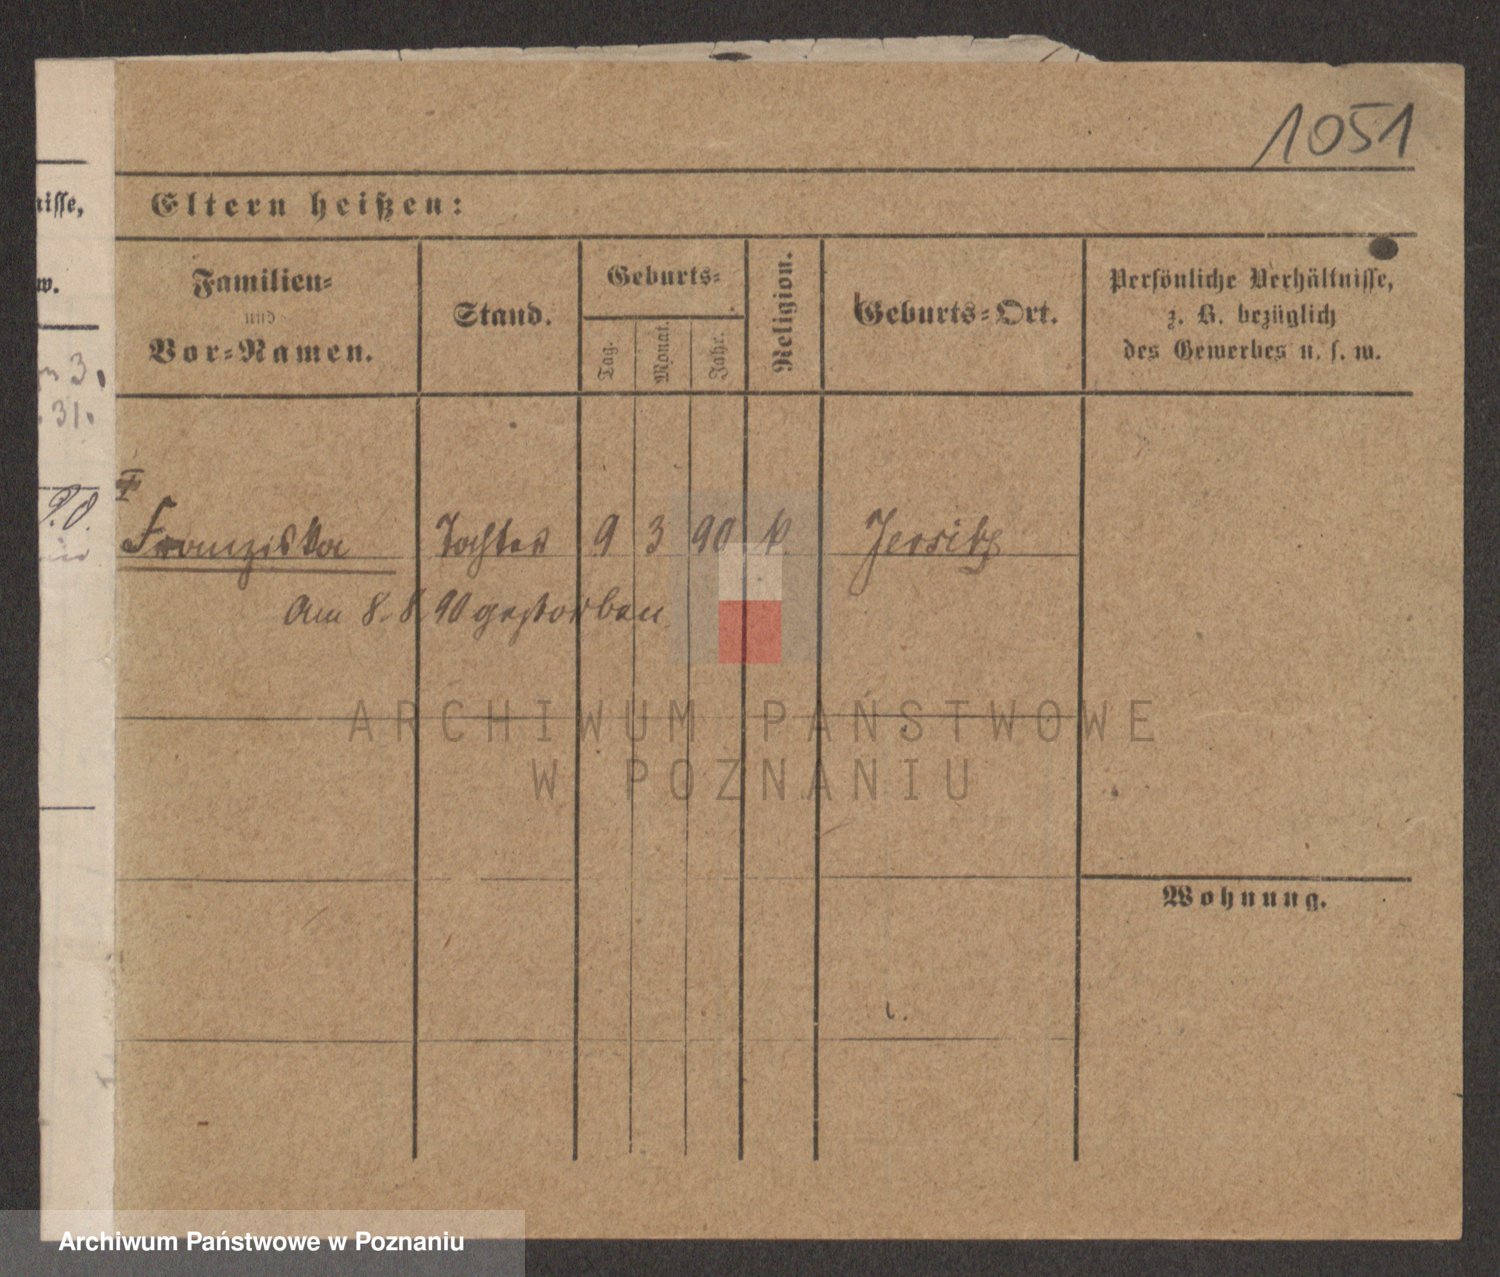 1051
nisse,
Eltern heißen:
w.
Familien-
und
Vor-Namen.
Stand.
Geburts-
Tag.
Monat.
Jahr.
Religion.
Geburts-Ort.
Persönliche Verhältnisse,
z. B. bezüglich
des Gewerbes u. s. w.
3.
31.
Franziska Tochter 9 3 90 k. Jersitz
Am 8. 8. 90 gestorben
ARCHIWUM PAŃSTWOWE
W POZNANIU
Wohnung.
Archiwum Państwowe w Poznaniu